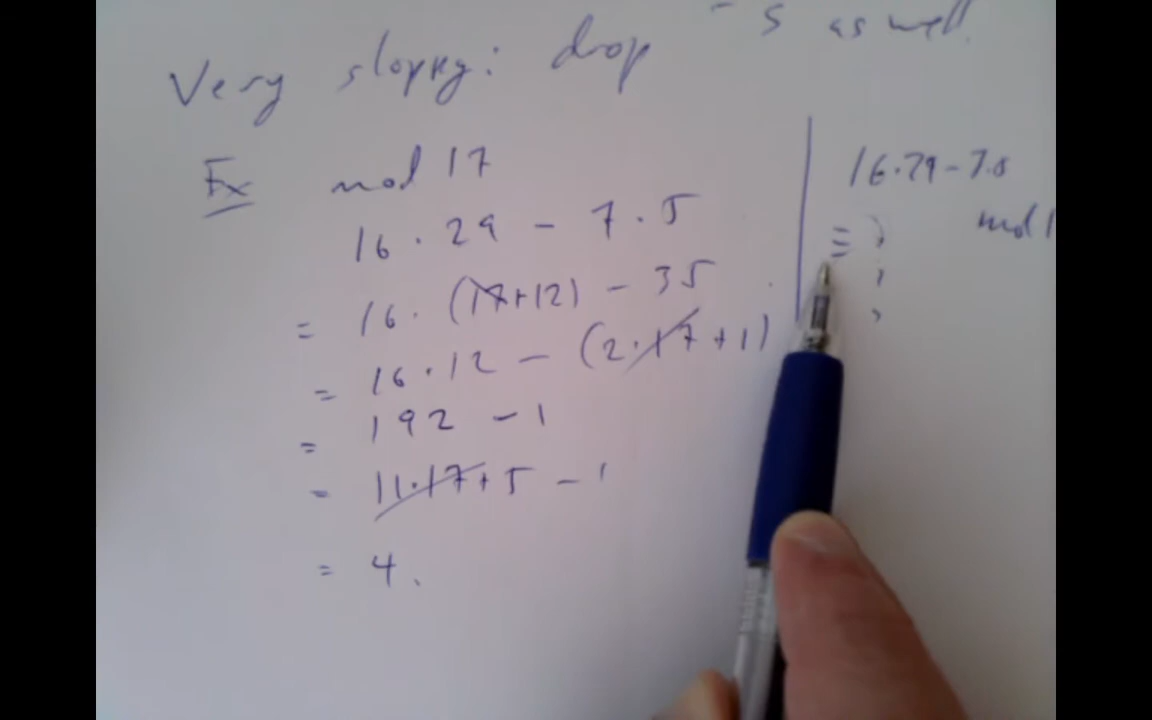 Very sloppy: drop ‾s as well.
Ex mod 17
16 · 29 - 7 · 5
= 16 · (17+12) - 35
= 16 · 12 - (2·17+1)
= 192 - 1
= 11·17+5 - 1
= 4.
16·29-7·5
≡ mod